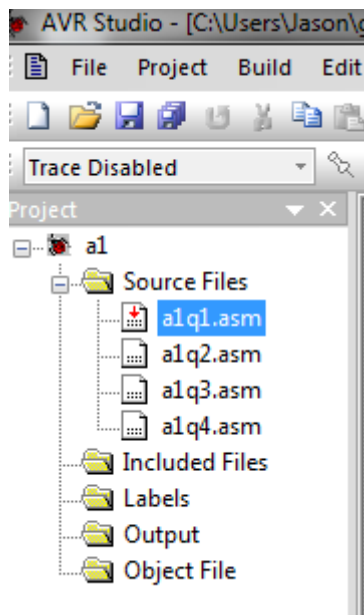 AVR Studio - [C:\Users\Jason\g
File Project Build Edit
Trace Disabled
Project
a1
Source Files
a1q1.asm
a1q2.asm
a1q3.asm
a1q4.asm
Included Files
Labels
Output
Object File